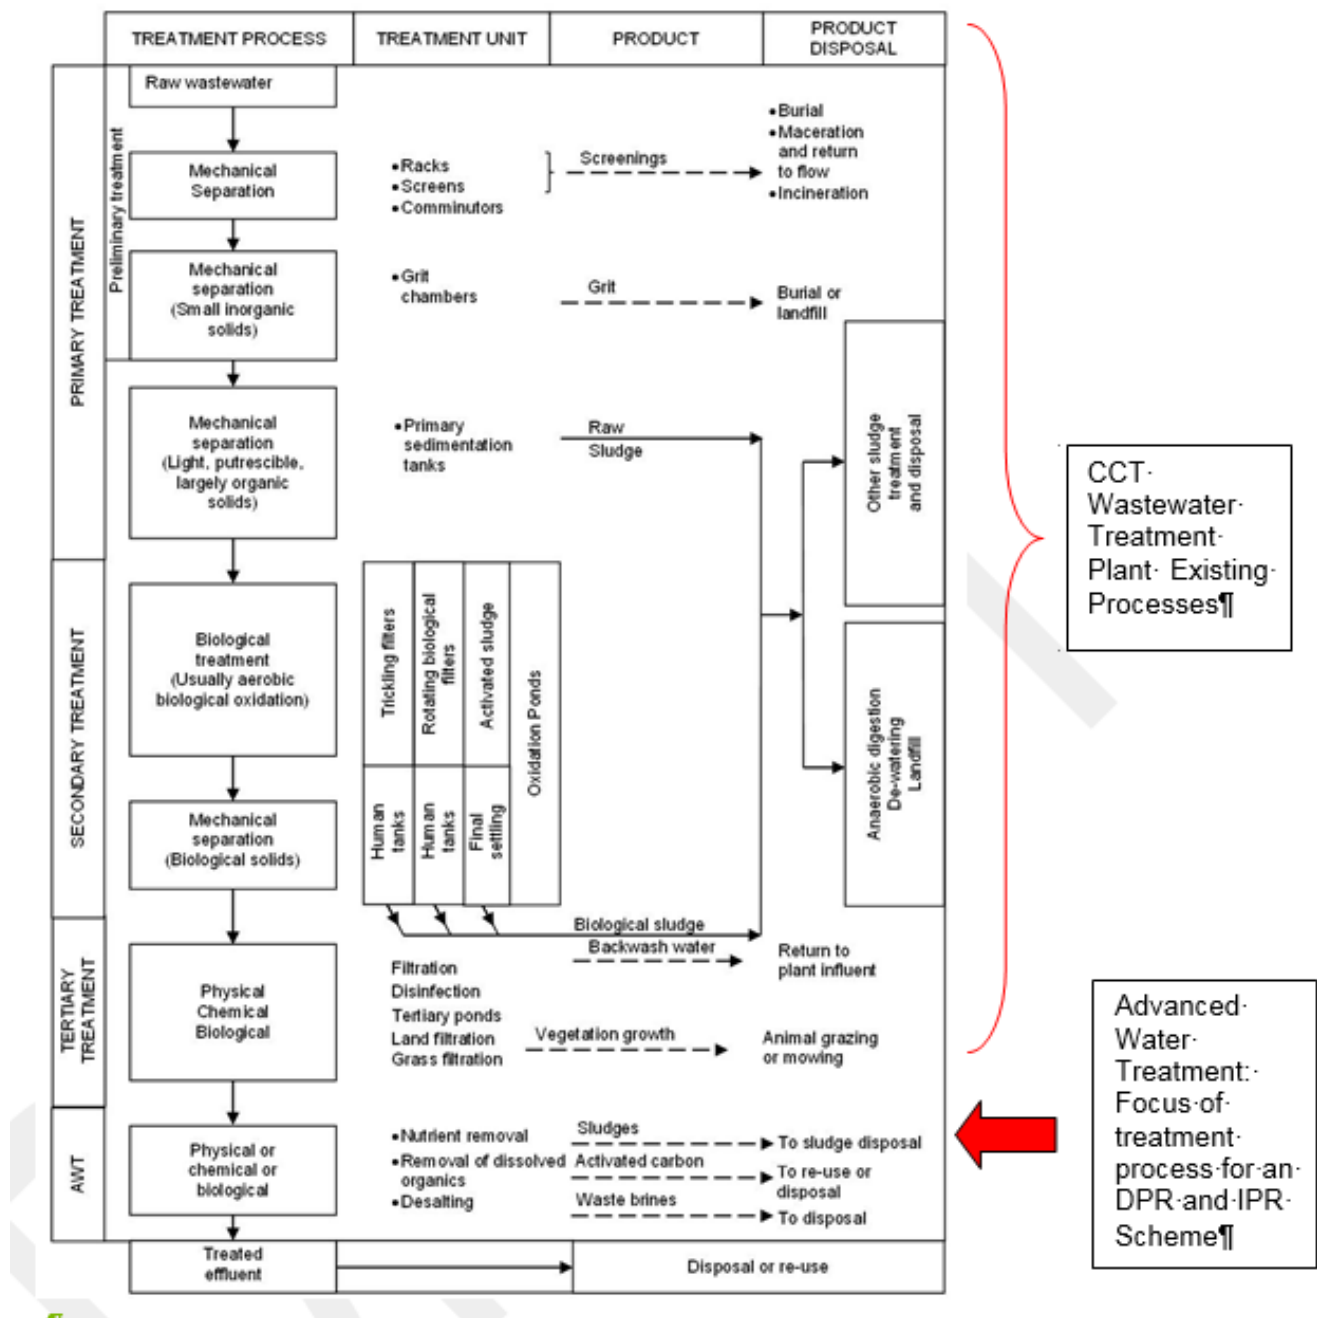 TREATMENT PROCESS
TREATMENT UNIT
PRODUCT
PRODUCT
DISPOSAL
PRIMARY TREATMENT
Preliminary treatment
Raw wastewater
Mechanical
Separation
•Racks
•Screens
•Comminutors
Screenings
•Burial
•Maceration
and return
to flow
•Incineration
Mechanical
separation
(Small inorganic
solids)
•Grit
chambers
Grit
Burial or
landfill
Mechanical
separation
(Light, putrescible,
largely organic
solids)
•Primary
sedimentation
tanks
Raw
Sludge
Other sludge
treatment
and disposal
SECONDARY TREATMENT
Biological
treatment
(Usually aerobic
biological oxidation)
Trickling filters
Rotating biological
filters
Activated sludge
Oxidation Ponds
Human
tanks
Human
tanks
Final
settling
Anaerobic digestion
De-watering
Landfill
Mechanical
separation
(Biological solids)
Biological sludge
TERTIARY
TREATMENT
Physical
Chemical
Biological
Filtration
Disinfection
Tertiary ponds
Land filtration
Grass filtration
Backwash water
Return to
plant influent
Vegetation growth
Animal grazing
or mowing
AWT
Physical or
chemical or
biological
•Nutrient removal
•Removal of dissolved
organics
•Desalting
Sludges
To sludge disposal
Activated carbon
To re-use or
disposal
Waste brines
To disposal
Treated
effluent
Disposal or re-use
CCT·
Wastewater·
Treatment·
Plant· Existing·
Processes¶
Advanced·
Water·
Treatment:·
Focus·of·
treatment·
process·for·an·
DPR·and·IPR·
Scheme¶